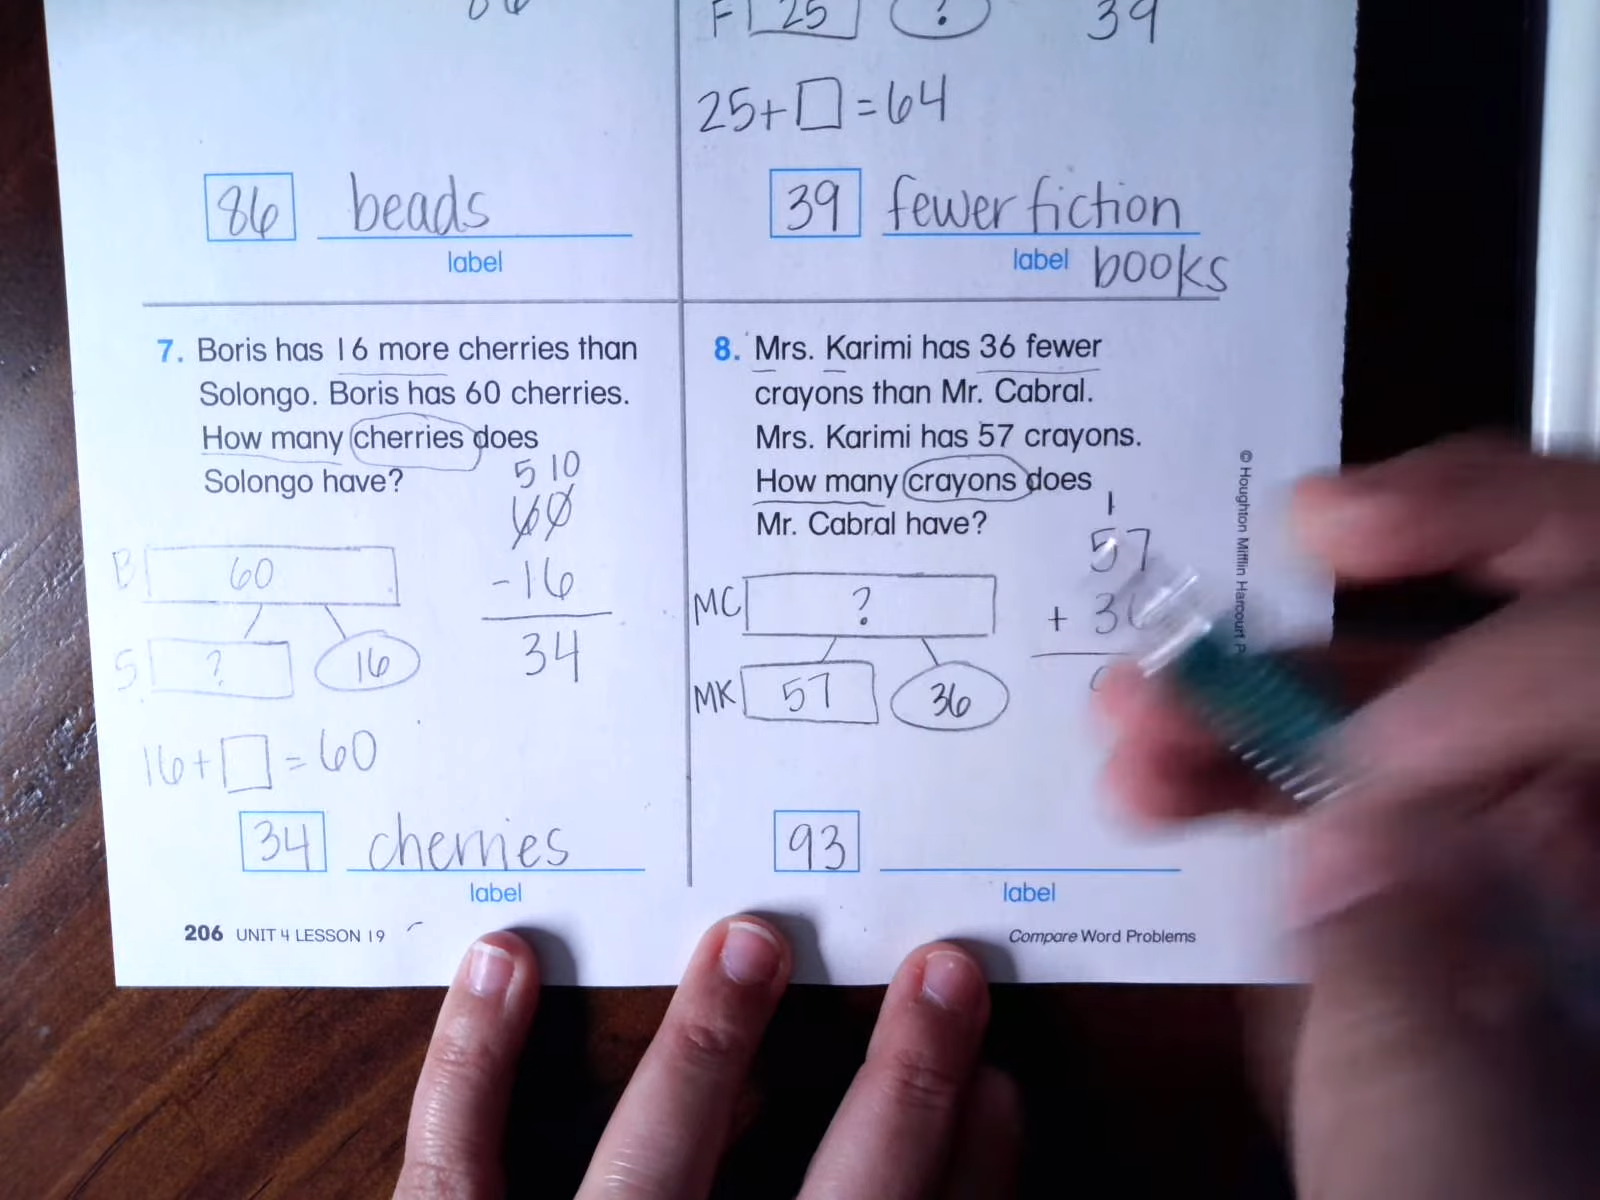 F 25 ? 39
25+□=64
86 beads
label
39 fewer fiction
label books
7. Boris has 16 more cherries than
Solongo. Boris has 60 cherries.
How many cherries does
Solongo have?
5 10
60
-16
34
B 60
S ? 16
16+□=60
34 cherries
label
8. Mrs. Karimi has 36 fewer
crayons than Mr. Cabral.
Mrs. Karimi has 57 crayons.
How many crayons does
Mr. Cabral have?
1
57
+ 3
MC ?
MK 57 36
93
label
206 UNIT 4 LESSON 19
Compare Word Problems
© Houghton Mifflin Harcourt P